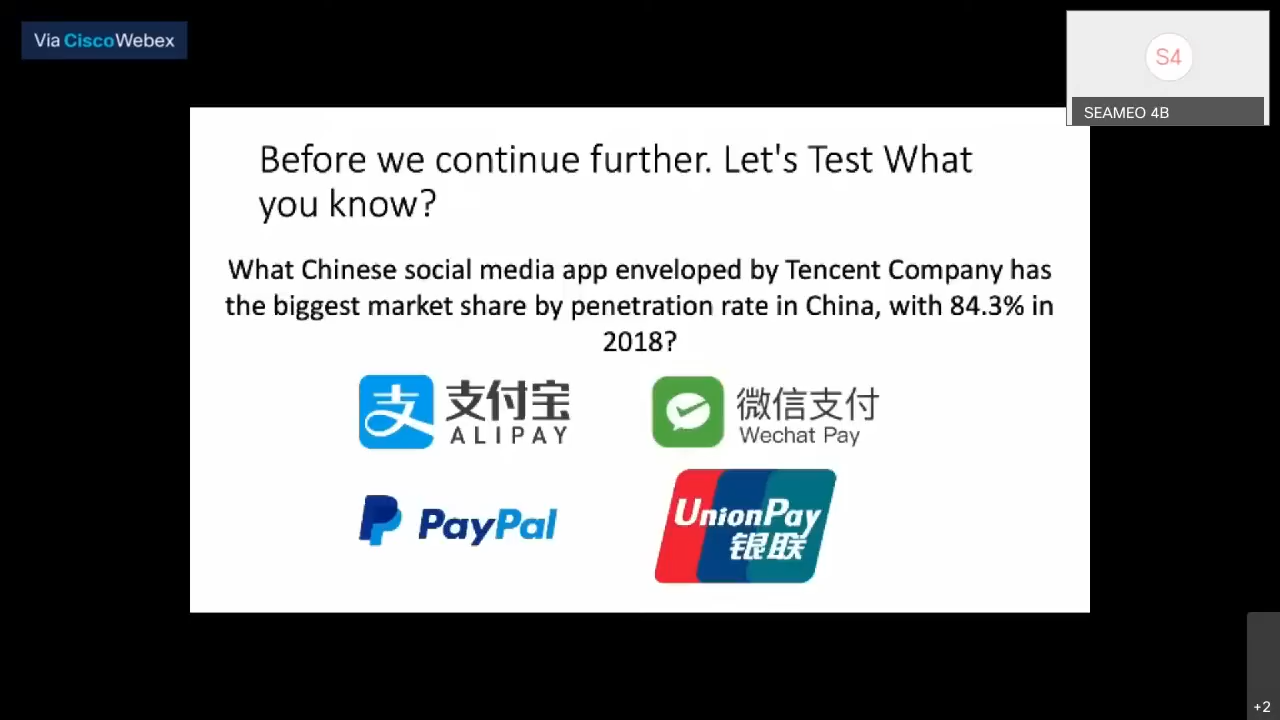 Via CiscoWebex
S4
SEAMEO 4B
Before we continue further. Let's Test What
you know?
What Chinese social media app enveloped by Tencent Company has
the biggest market share by penetration rate in China, with 84.3% in
2018?
支
支付宝
ALIPAY
微信支付
Wechat Pay
PayPal
UnionPay
银联
+2